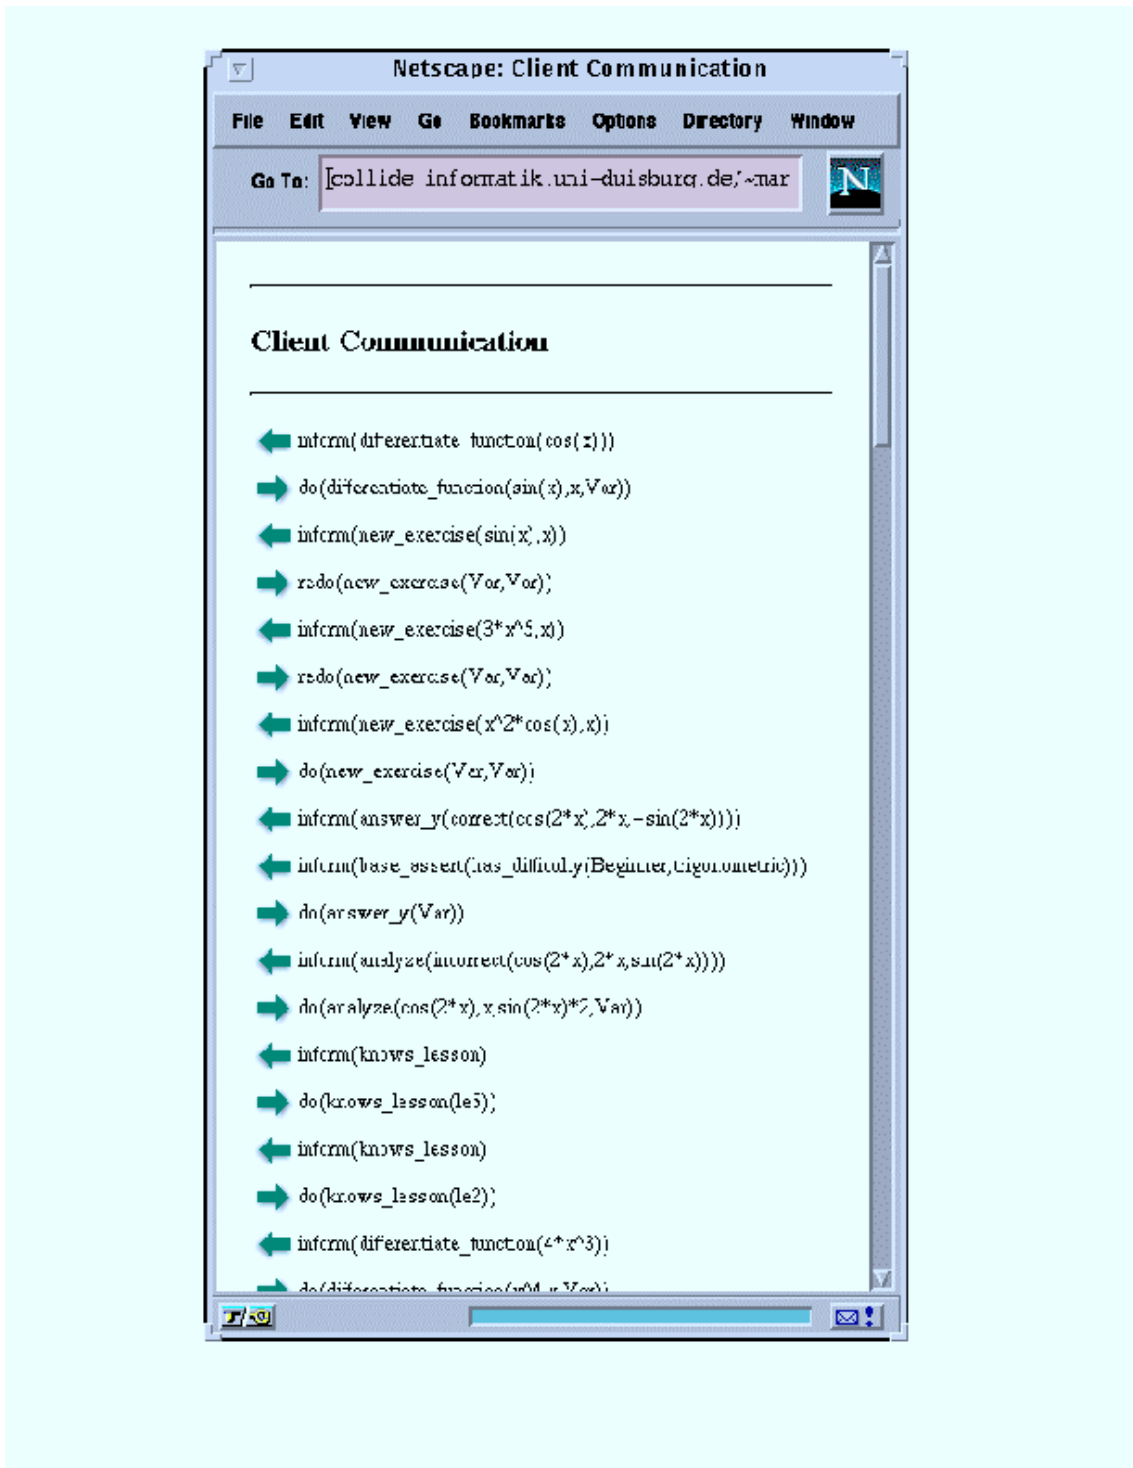 Netscape: Client Communication
File Edit View Go Bookmarks Options Directory Window
Go To: collide.informatik.uni-duisburg.de/~mar
N
Client Communication
inform(diferentiate_function(cos(x)))
do(differentiate_function(sin(x),x,Var))
inform(new_exercise(sin(x),x))
redo(new_exercise(Var,Var))
inform(new_exercise(3*x^5,x))
redo(new_exercise(Var,Var))
inform(new_exercise(x^2*cos(x),x))
do(new_exercise(Var,Var))
inform(answer_y(correct(cos(2*x),2*x,-sin(2*x))))
inform(base_assert(has_difficulty(Beginner,trigonometric)))
do(answer_y(Var))
inform(analyze(incorrect(cos(2*x),2*x,sin(2*x))))
do(analyze(cos(2*x),x,sin(2*x)*2,Var))
inform(knows_lesson)
do(knows_lesson(le5))
inform(knows_lesson)
do(knows_lesson(le2))
inform(diferentiate_function(4*x^3))
do(differentiate_function(x^4,x,Var))